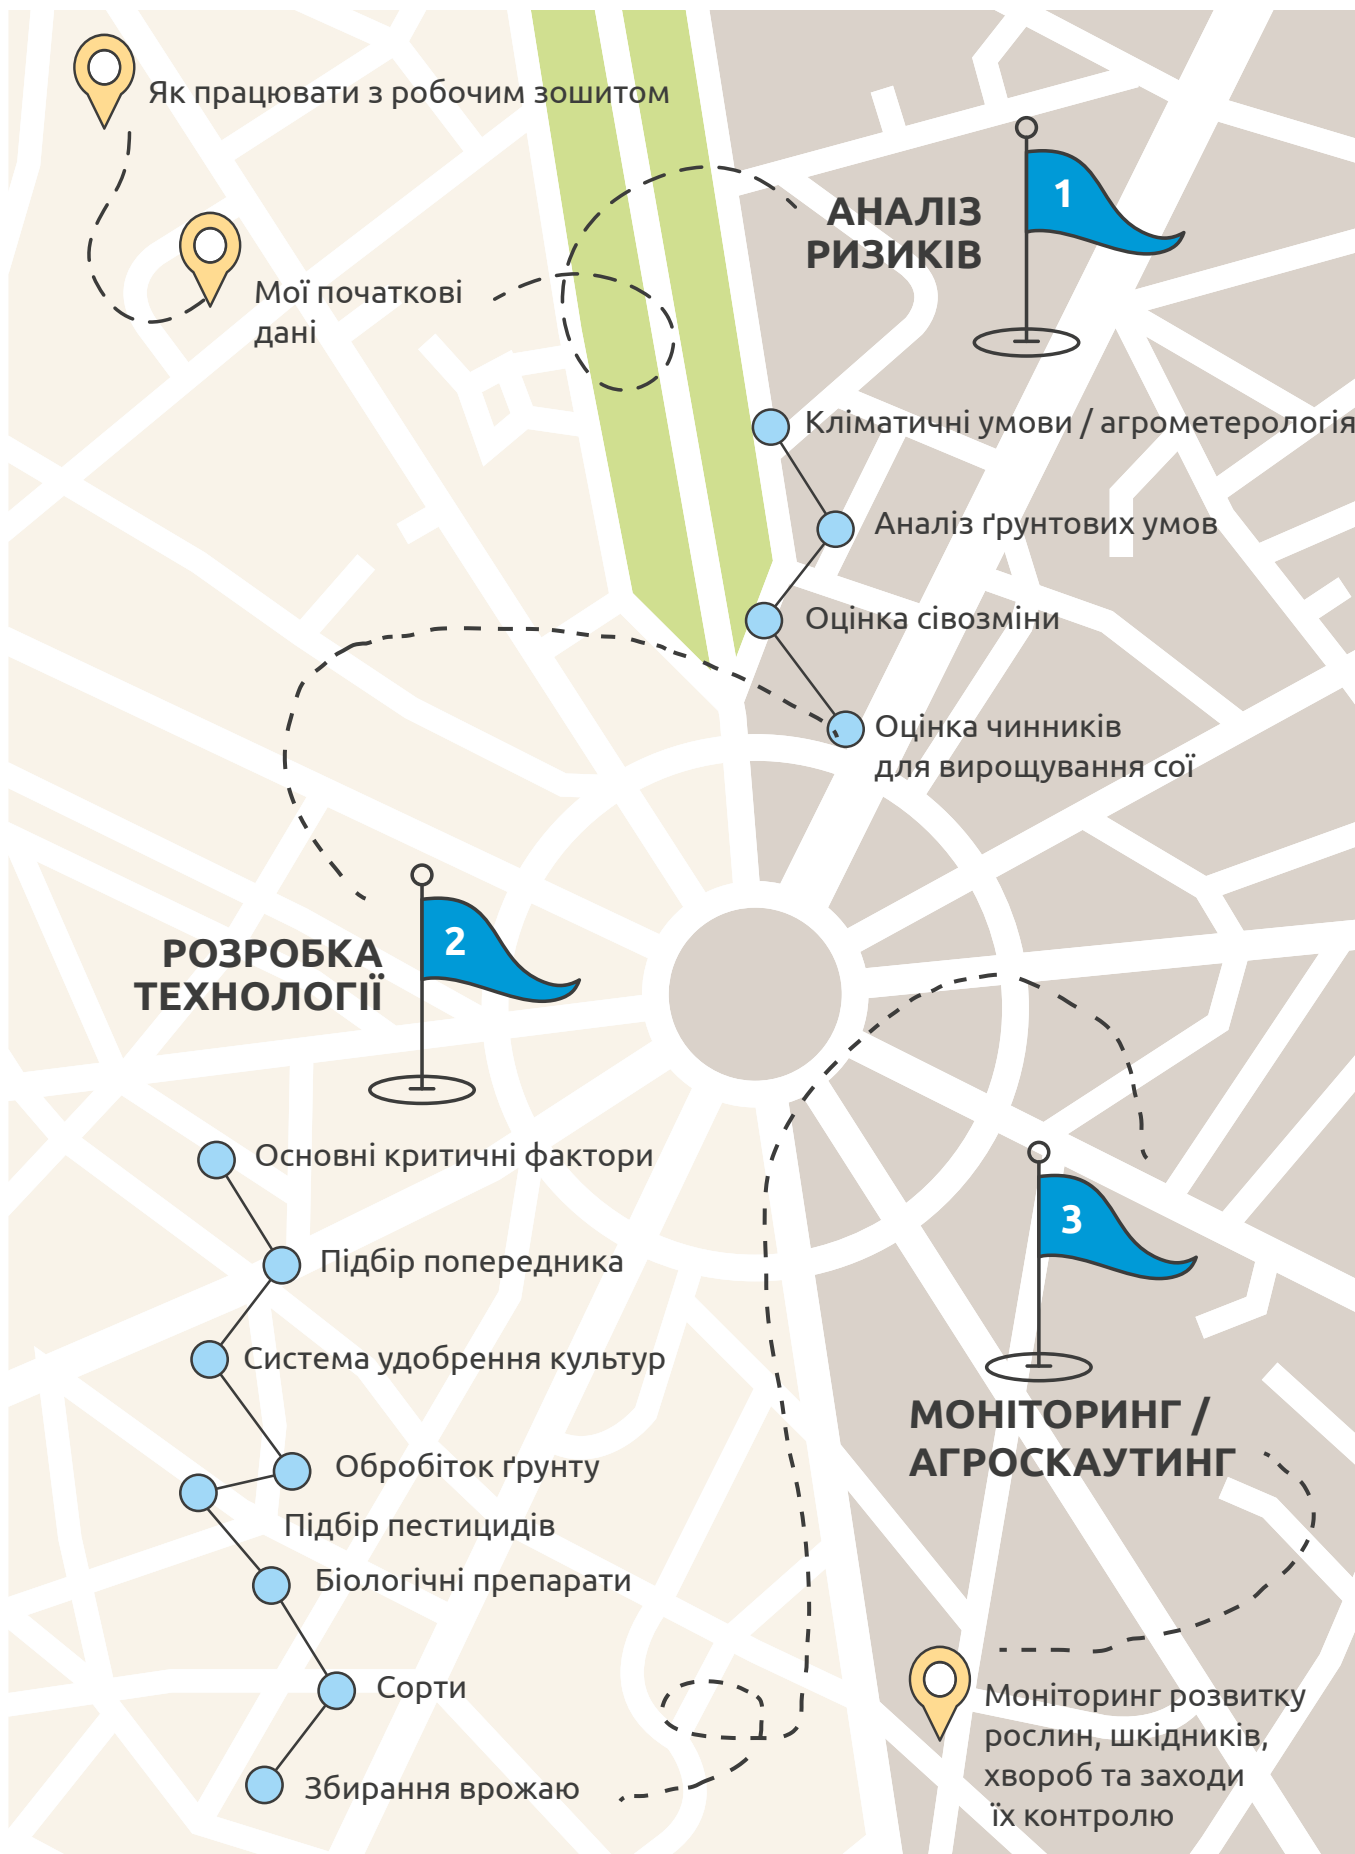 Як працювати з робочим зошитом
Мої початкові
дані
1
АНАЛІЗ
РИЗИКІВ
Кліматичні умови / агрометерологія
Аналіз ґрунтових умов
Оцінка сівозміни
Оцінка чинників
для вирощування сої
2
РОЗРОБКА
ТЕХНОЛОГІЇ
Основні критичні фактори
Підбір попередника
Система удобрення культур
Обробіток ґрунту
Підбір пестицидів
Біологічні препарати
Сорти
Збирання врожаю
3
МОНІТОРИНГ /
АГРОСКАУТИНГ
Моніторинг розвитку
рослин, шкідників,
хвороб та заходи
їх контролю